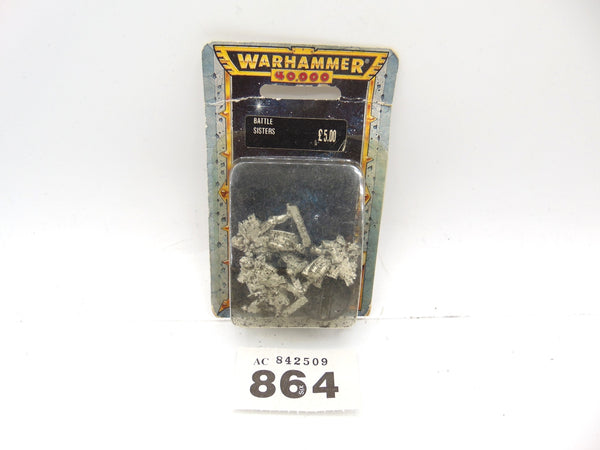 WARHAMMER®
40,000
BATTLE
SISTERS
£5.00
AC 842509
864